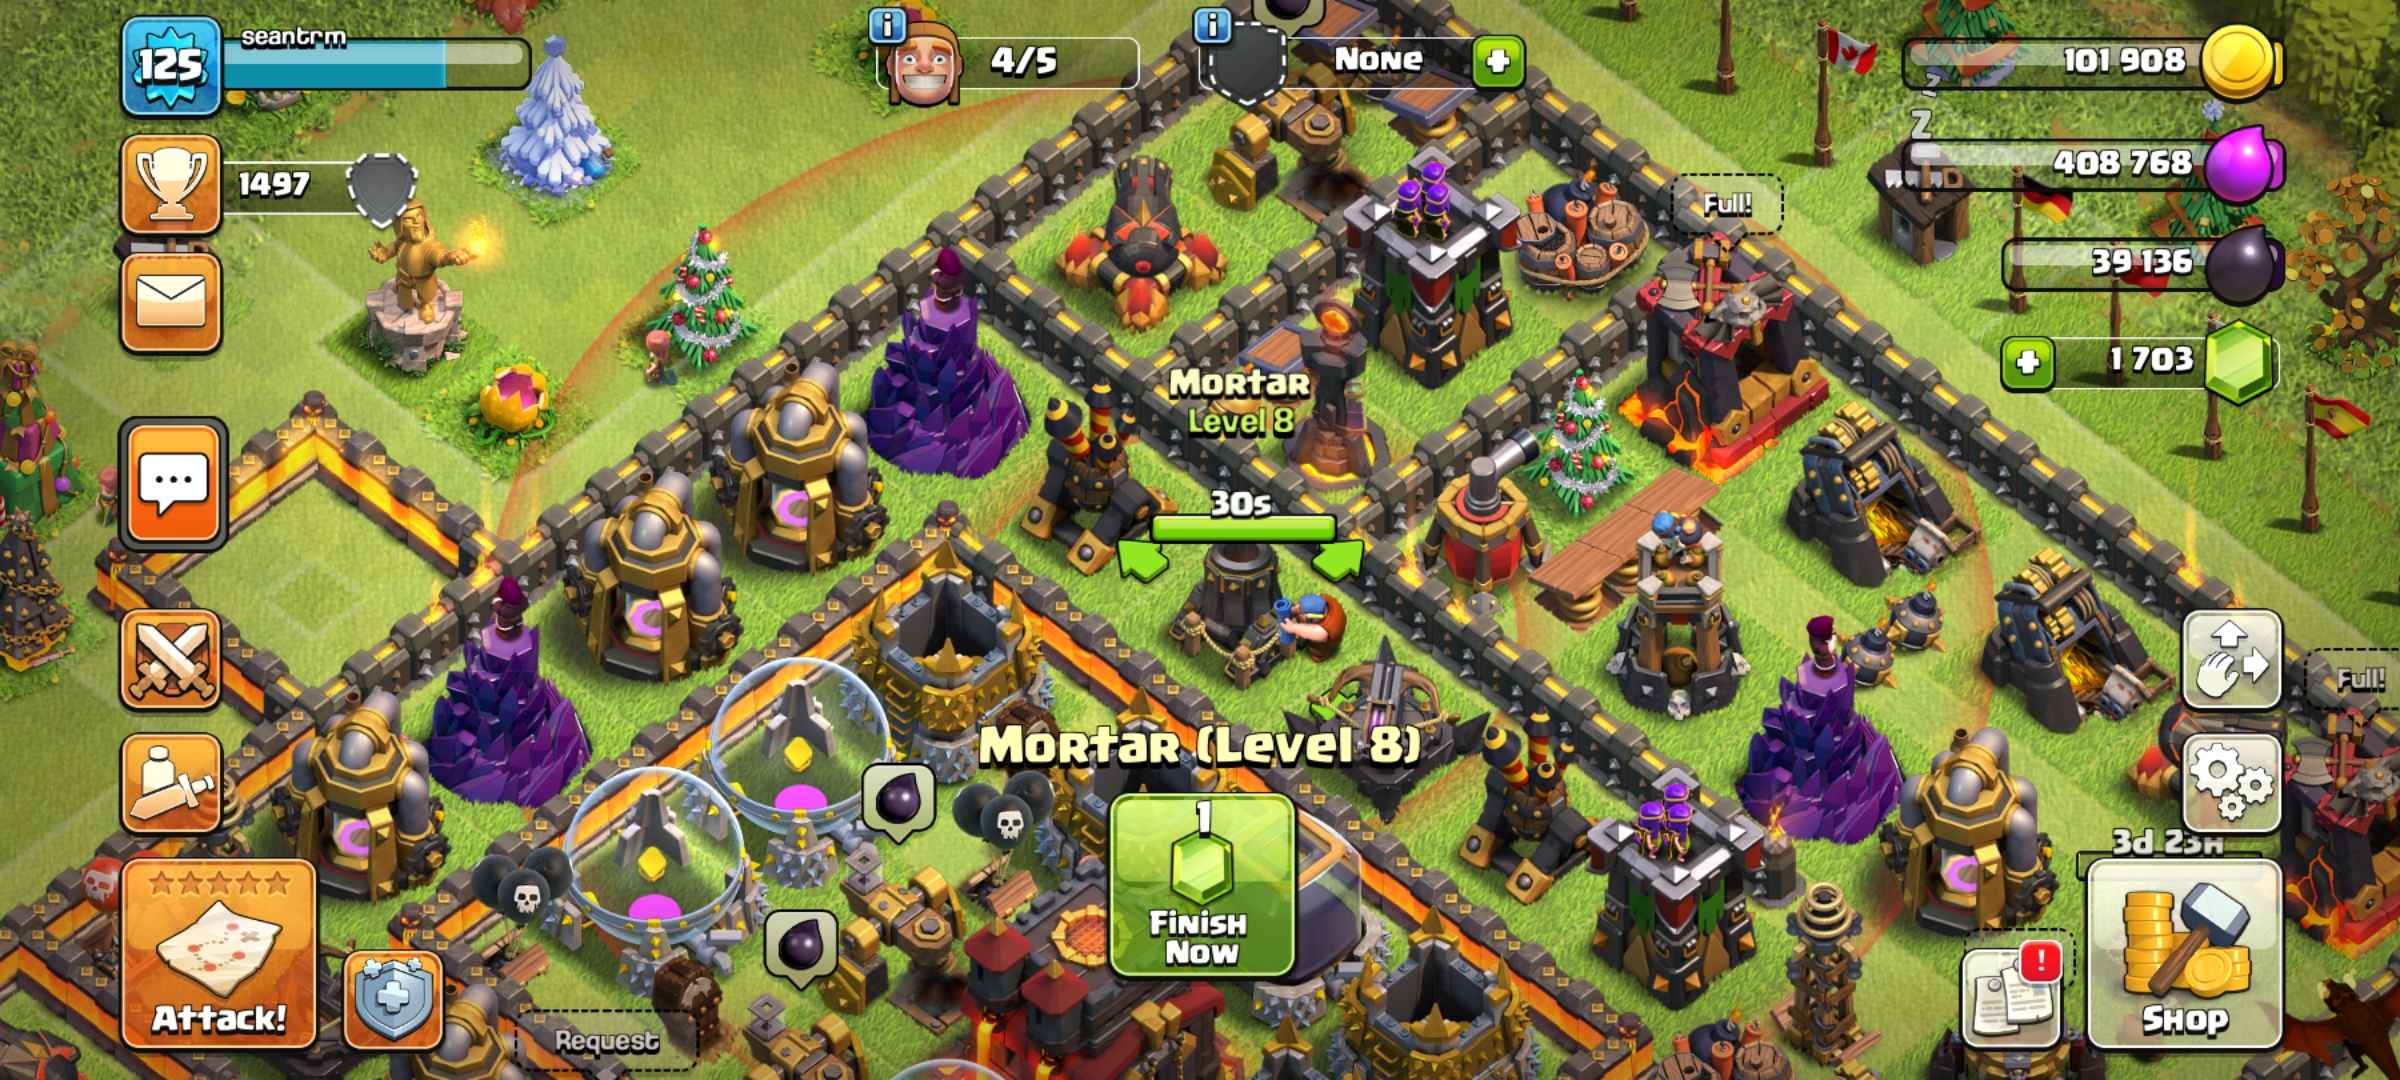 125
seantrm
4/5
None
101 908
1497
408 768
Full!
39 136
1 703
Mortar
Level 8
30s
Full!
Mortar (Level 8)
1
Finish
Now
3d 23h
Attack!
Request
Shop